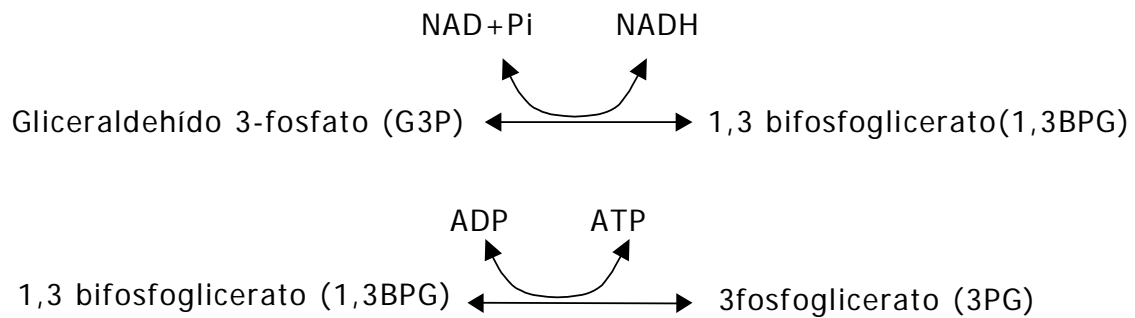 NAD+Pi NADH
Gliceraldehído 3-fosfato (G3P) 1,3 bifosfoglicerato(1,3BPG)
ADP ATP
1,3 bifosfoglicerato (1,3BPG) 3fosfoglicerato (3PG)